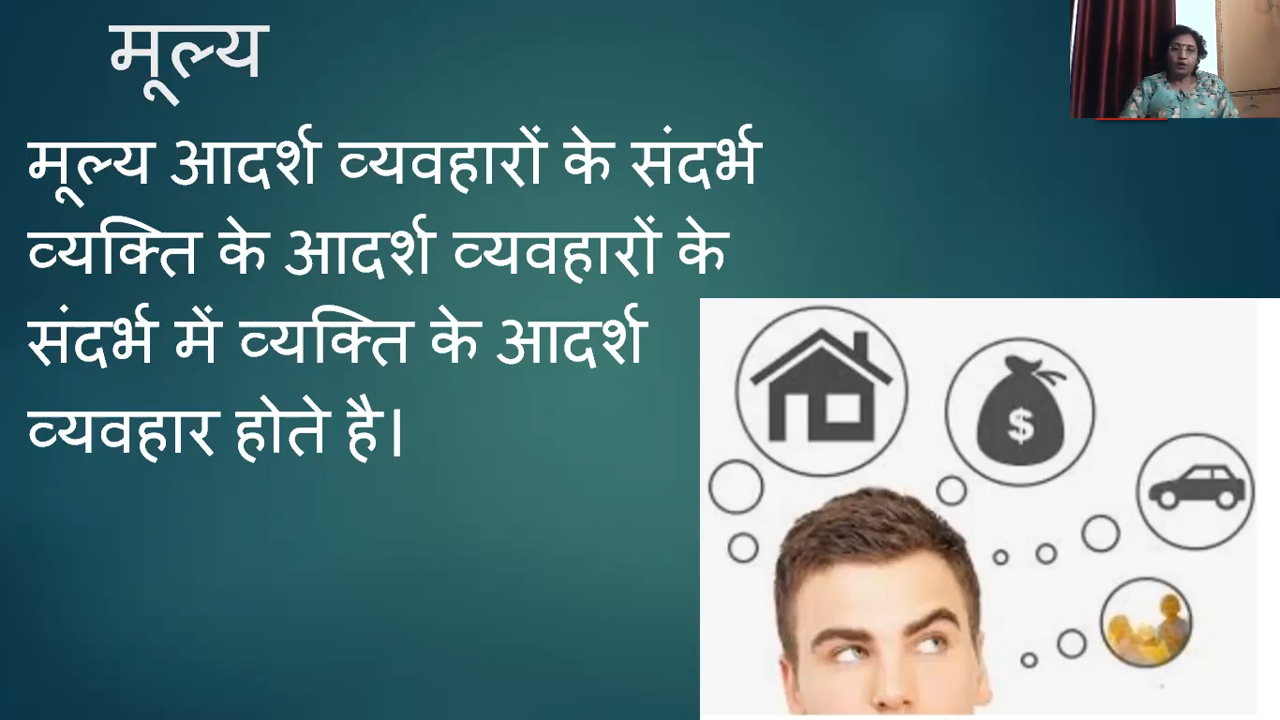 मूल्य
मूल्य आदर्श व्यवहारों के संदर्भ
व्यक्ति के आदर्श व्यवहारों के
संदर्भ में व्यक्ति के आदर्श
व्यवहार होते है।
$